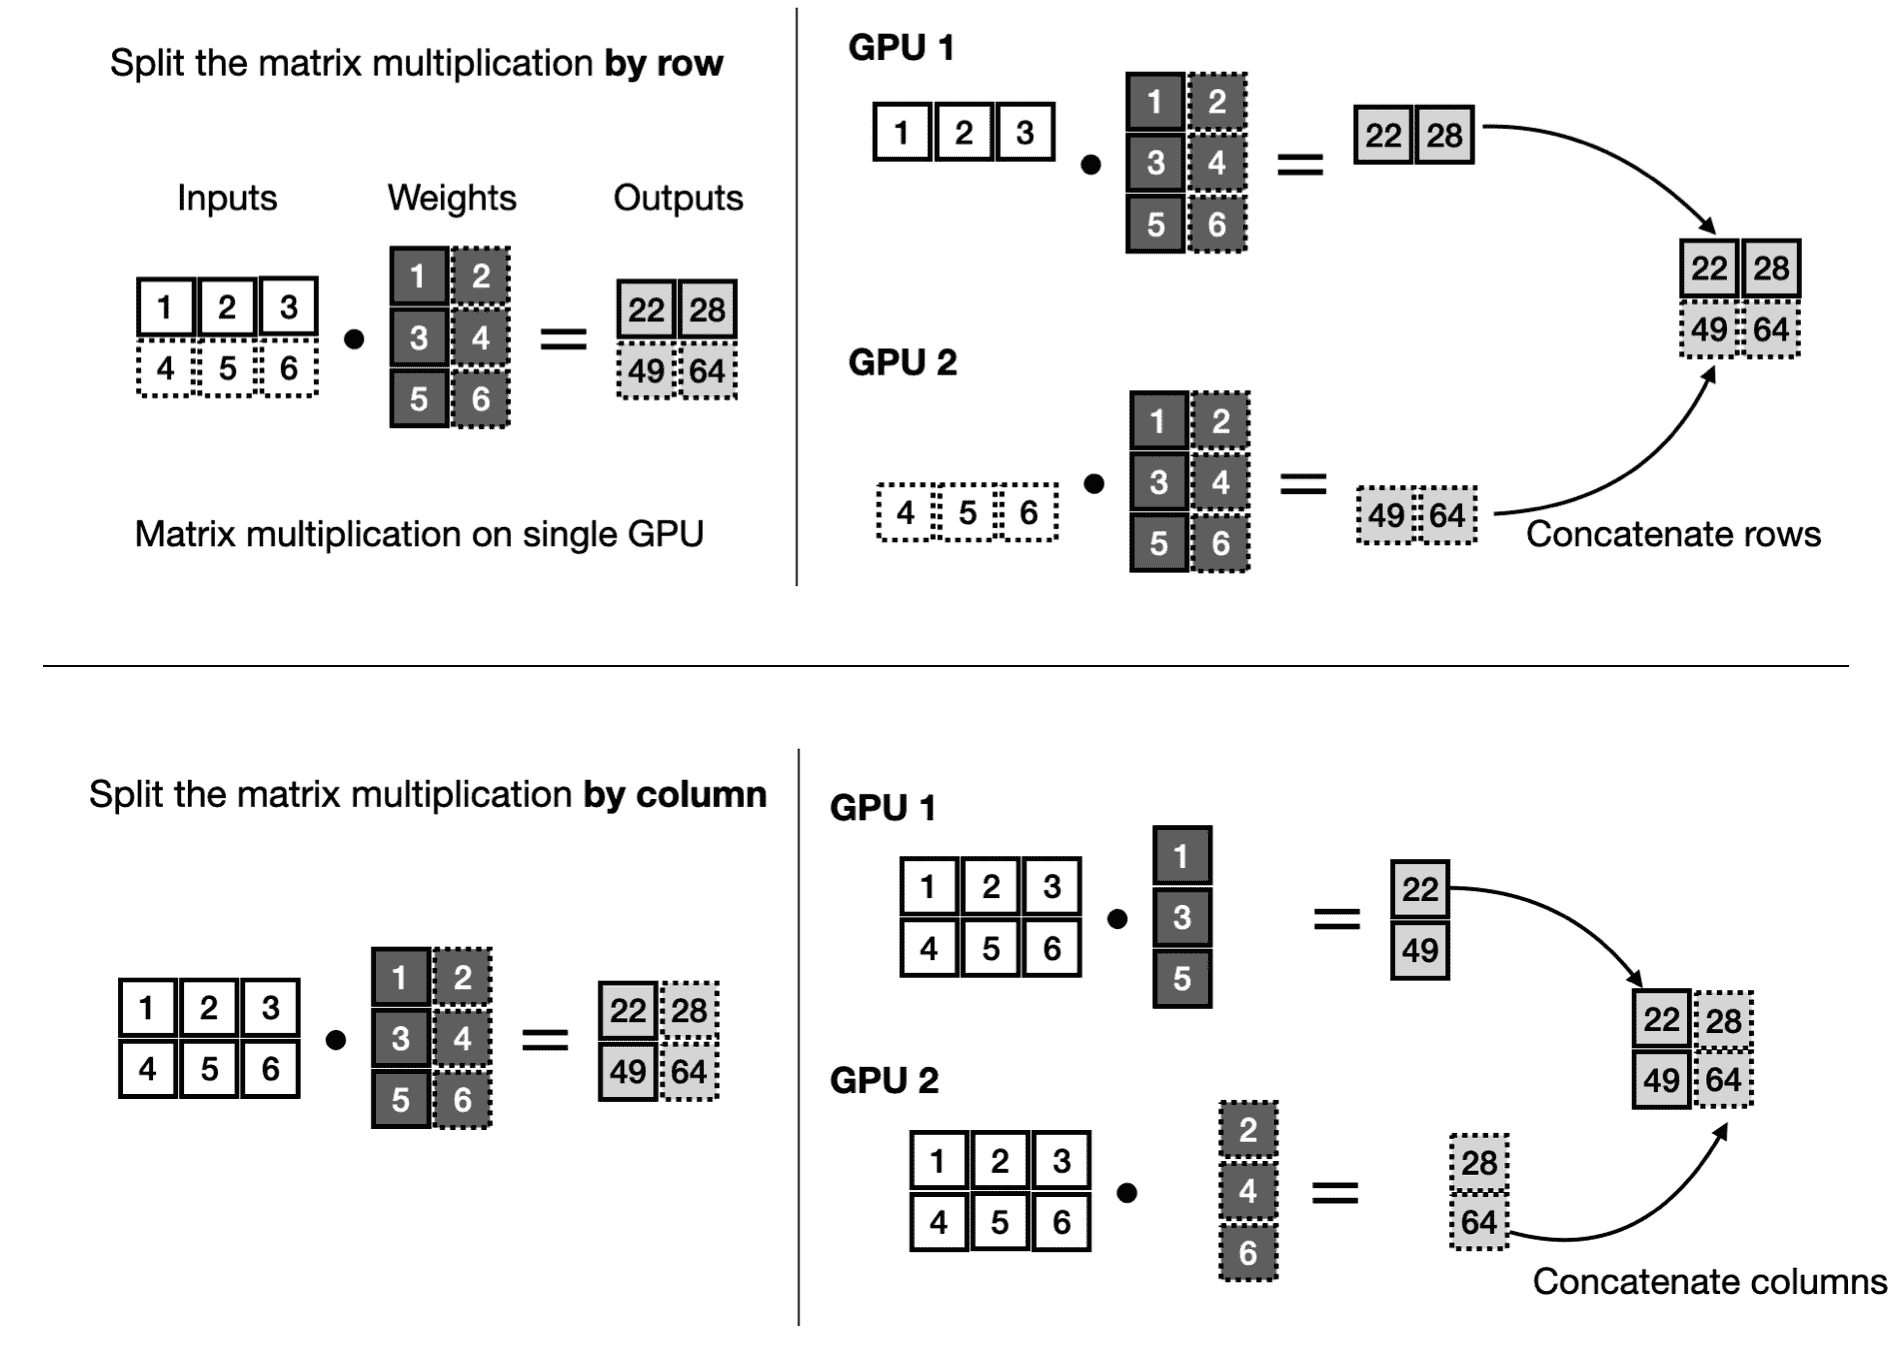 Split the matrix multiplication by row
Inputs Weights Outputs
1 2 3
4 5 6
1 2
3 4
5 6
=
22 28
49 64
Matrix multiplication on single GPU
GPU 1
1 2 3
1 2
3 4
5 6
=
22 28
GPU 2
4 5 6
1 2
3 4
5 6
=
49 64
22 28
49 64
Concatenate rows
Split the matrix multiplication by column
1 2 3
4 5 6
1 2
3 4
5 6
=
22 28
49 64
GPU 1
1 2 3
4 5 6
1
3
5
=
22
49
GPU 2
1 2 3
4 5 6
2
4
6
=
28
64
22 28
49 64
Concatenate columns